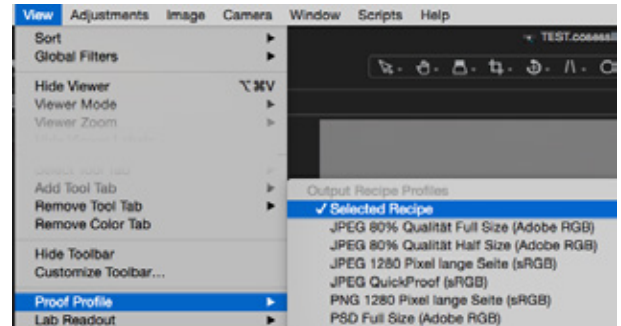 View Adjustments Image Camera Window Scripts Help
Sort
Global Filters
Hide Viewer ⌥⌘V
Viewer Mode
Viewer Zoom
Add Tool Tab
Remove Tool Tab
Remove Color Tab
Hide Toolbar
Customize Toolbar...
Proof Profile
Lab Readout
Output Recipe Profiles
✓ Selected Recipe
JPEG 80% Qualität Full Size (Adobe RGB)
JPEG 80% Qualität Half Size (Adobe RGB)
JPEG 1280 Pixel lange Seite (sRGB)
JPEG QuickProof (sRGB)
PNG 1280 Pixel lange Seite (sRGB)
PSD Full Size (Adobe RGB)